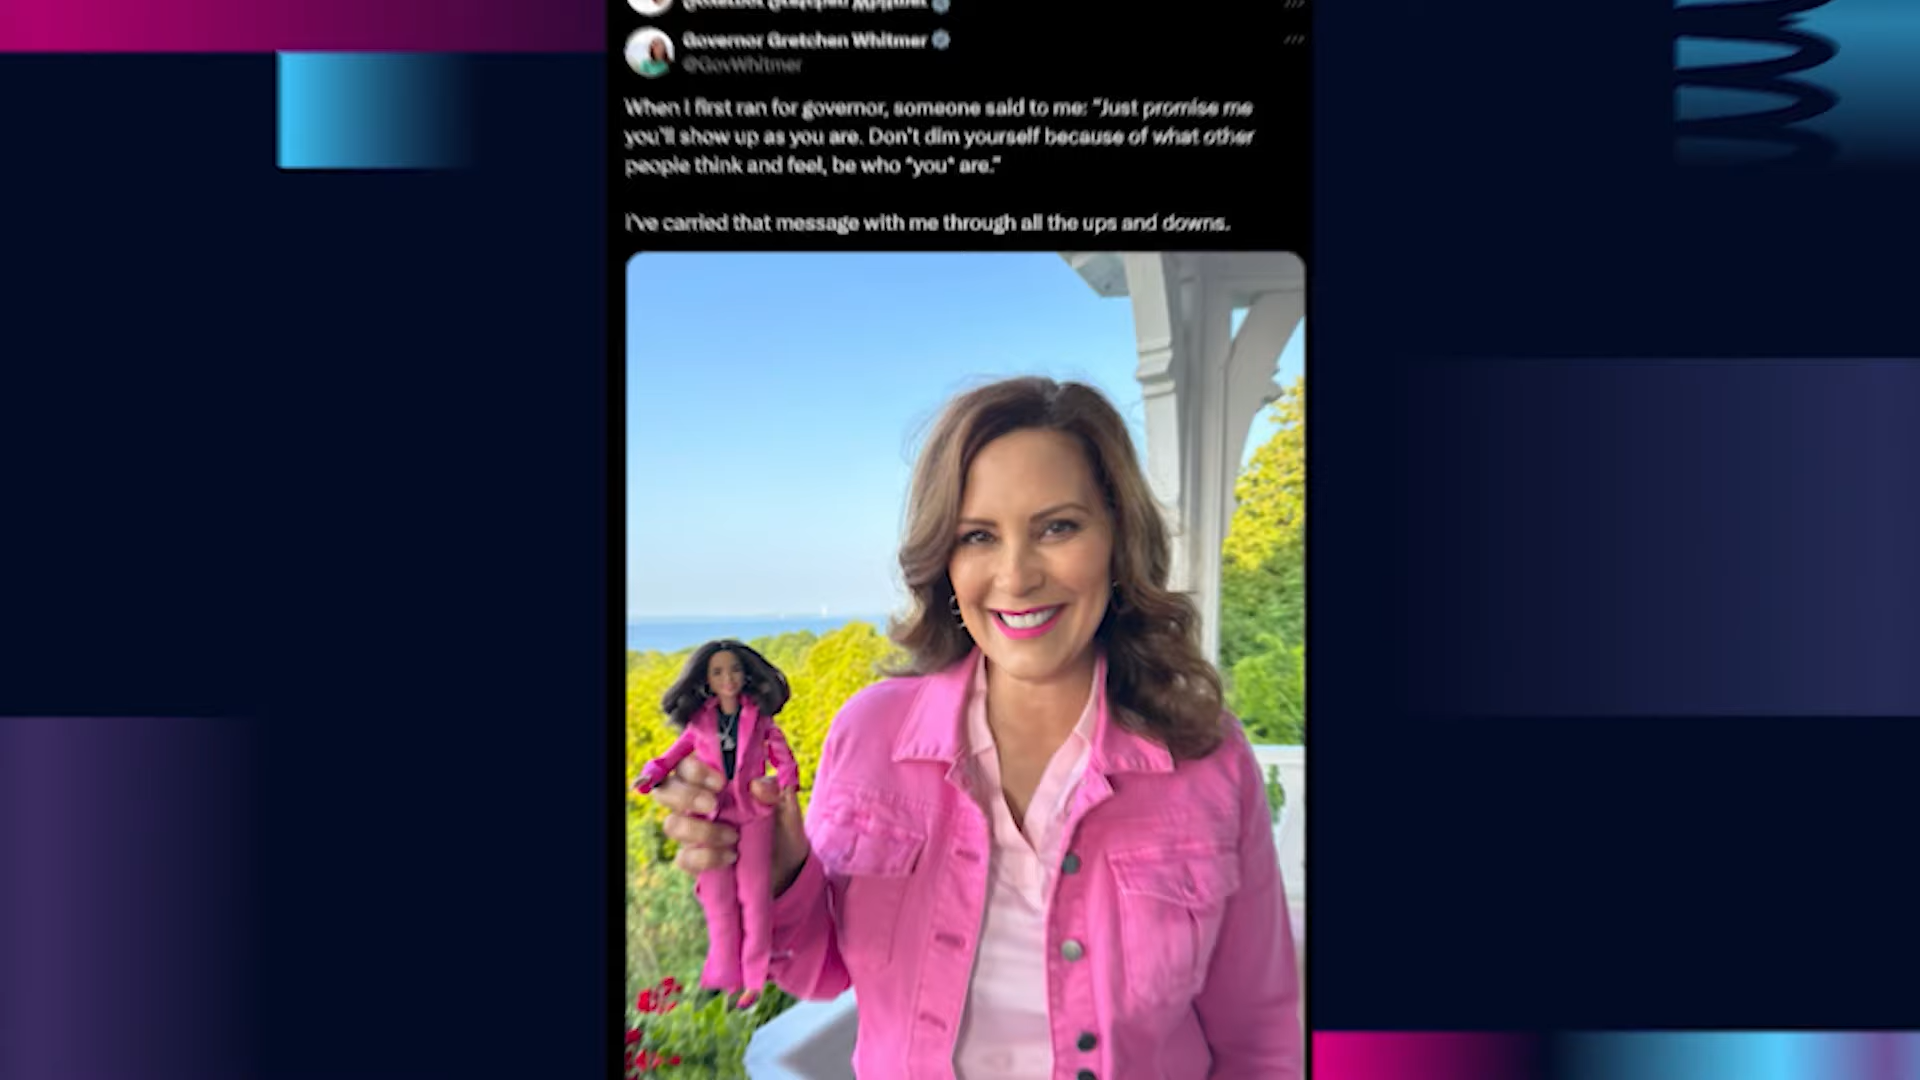 Governor Gretchen Whitmer
@GovWhitmer
When I first ran for governor, someone said to me: "Just promise me
you'll show up as you are. Don't dim yourself because of what other
people think and feel, be who *you* are."
I've carried that message with me through all the ups and downs.